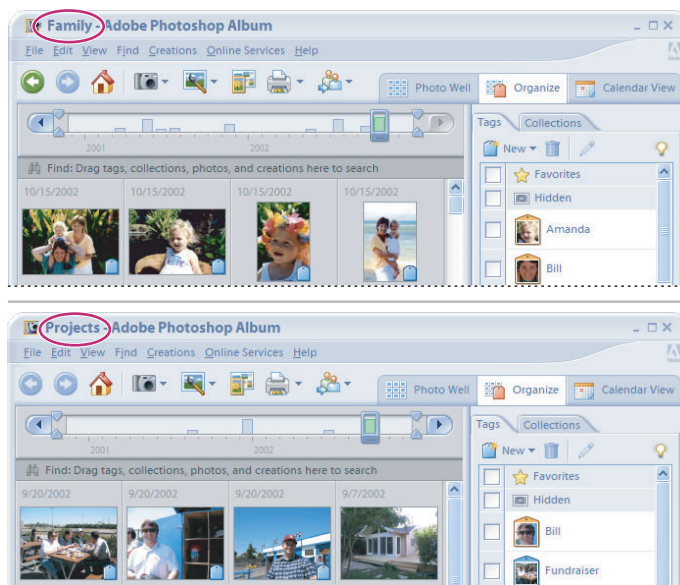 Family - Adobe Photoshop Album
File Edit View Find Creations Online Services Help
Photo Well Organize Calendar View
2001 2002
Tags Collections
New
Find: Drag tags, collections, photos, and creations here to search
Favorites
Hidden
10/15/2002 10/15/2002 10/15/2002 10/15/2002
Amanda
Bill
Projects - Adobe Photoshop Album
File Edit View Find Creations Online Services Help
Photo Well Organize Calendar View
2001 2002
Tags Collections
New
Find: Drag tags, collections, photos, and creations here to search
Favorites
Hidden
9/20/2002 9/20/2002 9/20/2002 9/7/2002
Bill
Fundraiser